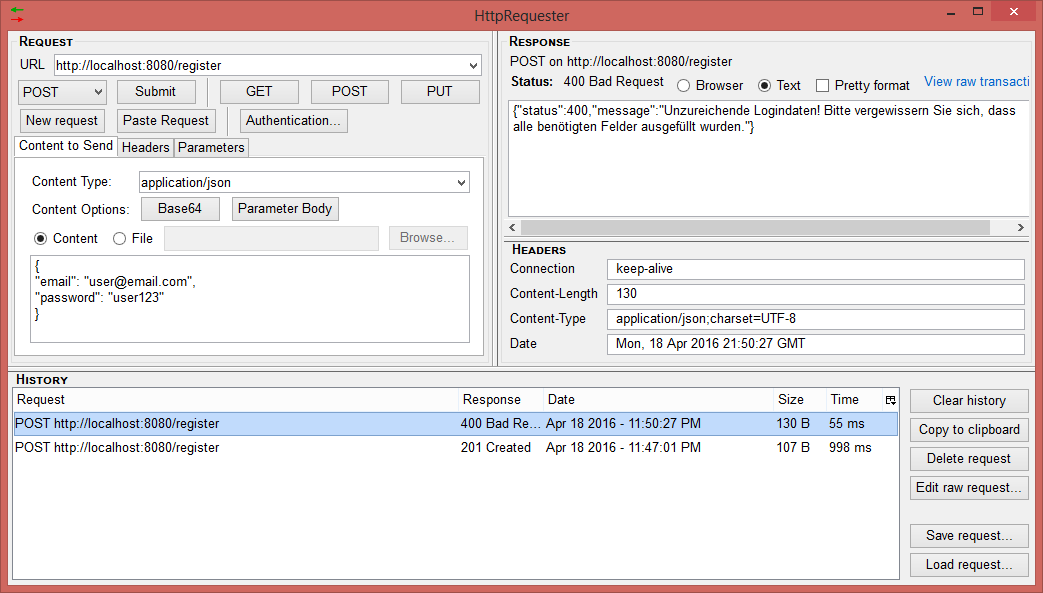 HttpRequester
REQUEST
URL http://localhost:8080/register
POST Submit GET POST PUT
New request Paste Request Authentication...
Content to Send Headers Parameters
Content Type: application/json
Content Options: Base64 Parameter Body
Content File Browse...
{
"email": "user@email.com",
"password": "user123"
}
RESPONSE
POST on http://localhost:8080/register
Status: 400 Bad Request Browser Text Pretty format View raw transacti
{"status":400,"message":"Unzureichende Logindaten! Bitte vergewissern Sie sich, dass
alle benötigten Felder ausgefüllt wurden."}
HEADERS
Connection keep-alive
Content-Length 130
Content-Type application/json;charset=UTF-8
Date Mon, 18 Apr 2016 21:50:27 GMT
HISTORY
Request Response Date Size Time
POST http://localhost:8080/register 400 Bad Re... Apr 18 2016 - 11:50:27 PM 130 B 55 ms
POST http://localhost:8080/register 201 Created Apr 18 2016 - 11:47:01 PM 107 B 998 ms
Clear history
Copy to clipboard
Delete request
Edit raw request...
Save request...
Load request...